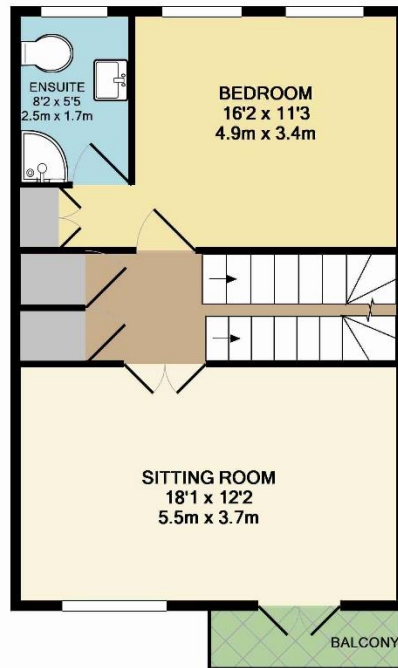 ENSUITE
8'2 x 5'5
2.5m x 1.7m
BEDROOM
16'2 x 11'3
4.9m x 3.4m
SITTING ROOM
18'1 x 12'2
5.5m x 3.7m
BALCONY